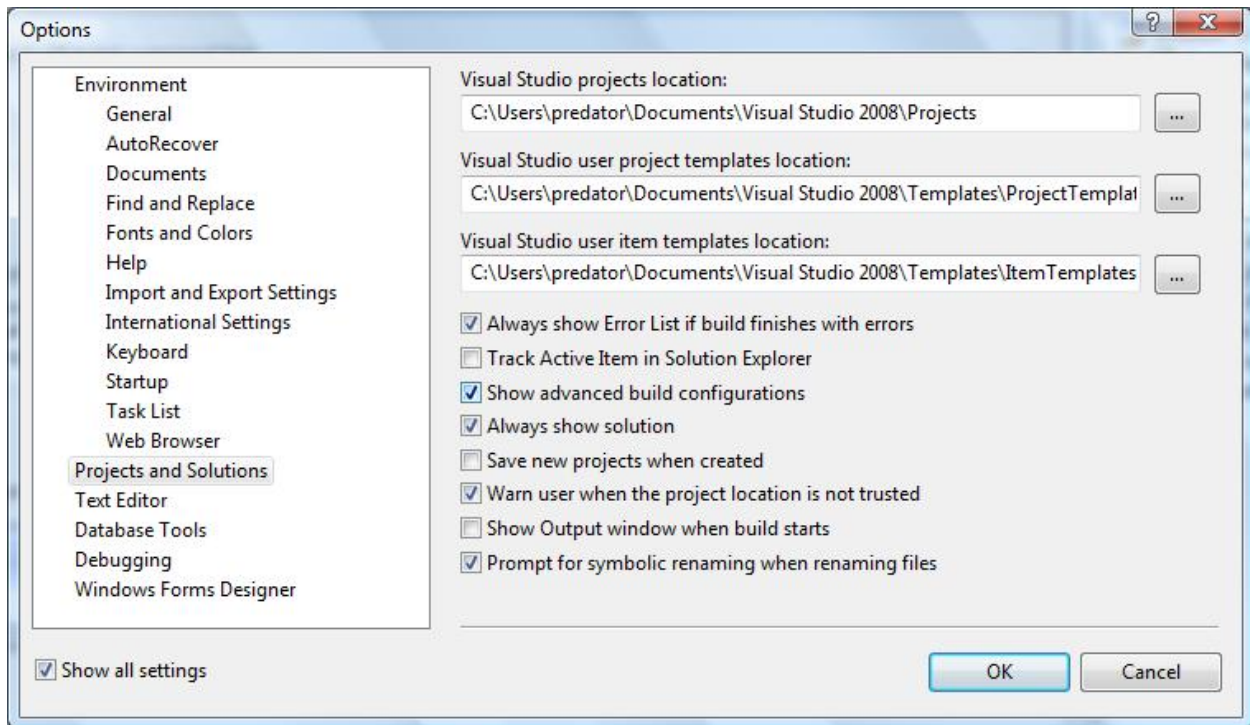 Options
Environment
General
AutoRecover
Documents
Find and Replace
Fonts and Colors
Help
Import and Export Settings
International Settings
Keyboard
Startup
Task List
Web Browser
Projects and Solutions
Text Editor
Database Tools
Debugging
Windows Forms Designer
Show all settings
Visual Studio projects location:
C:\Users\predator\Documents\Visual Studio 2008\Projects
...
Visual Studio user project templates location:
C:\Users\predator\Documents\Visual Studio 2008\Templates\ProjectTemplat
...
Visual Studio user item templates location:
C:\Users\predator\Documents\Visual Studio 2008\Templates\ItemTemplates
...
Always show Error List if build finishes with errors
Track Active Item in Solution Explorer
Show advanced build configurations
Always show solution
Save new projects when created
Warn user when the project location is not trusted
Show Output window when build starts
Prompt for symbolic renaming when renaming files
OK
Cancel